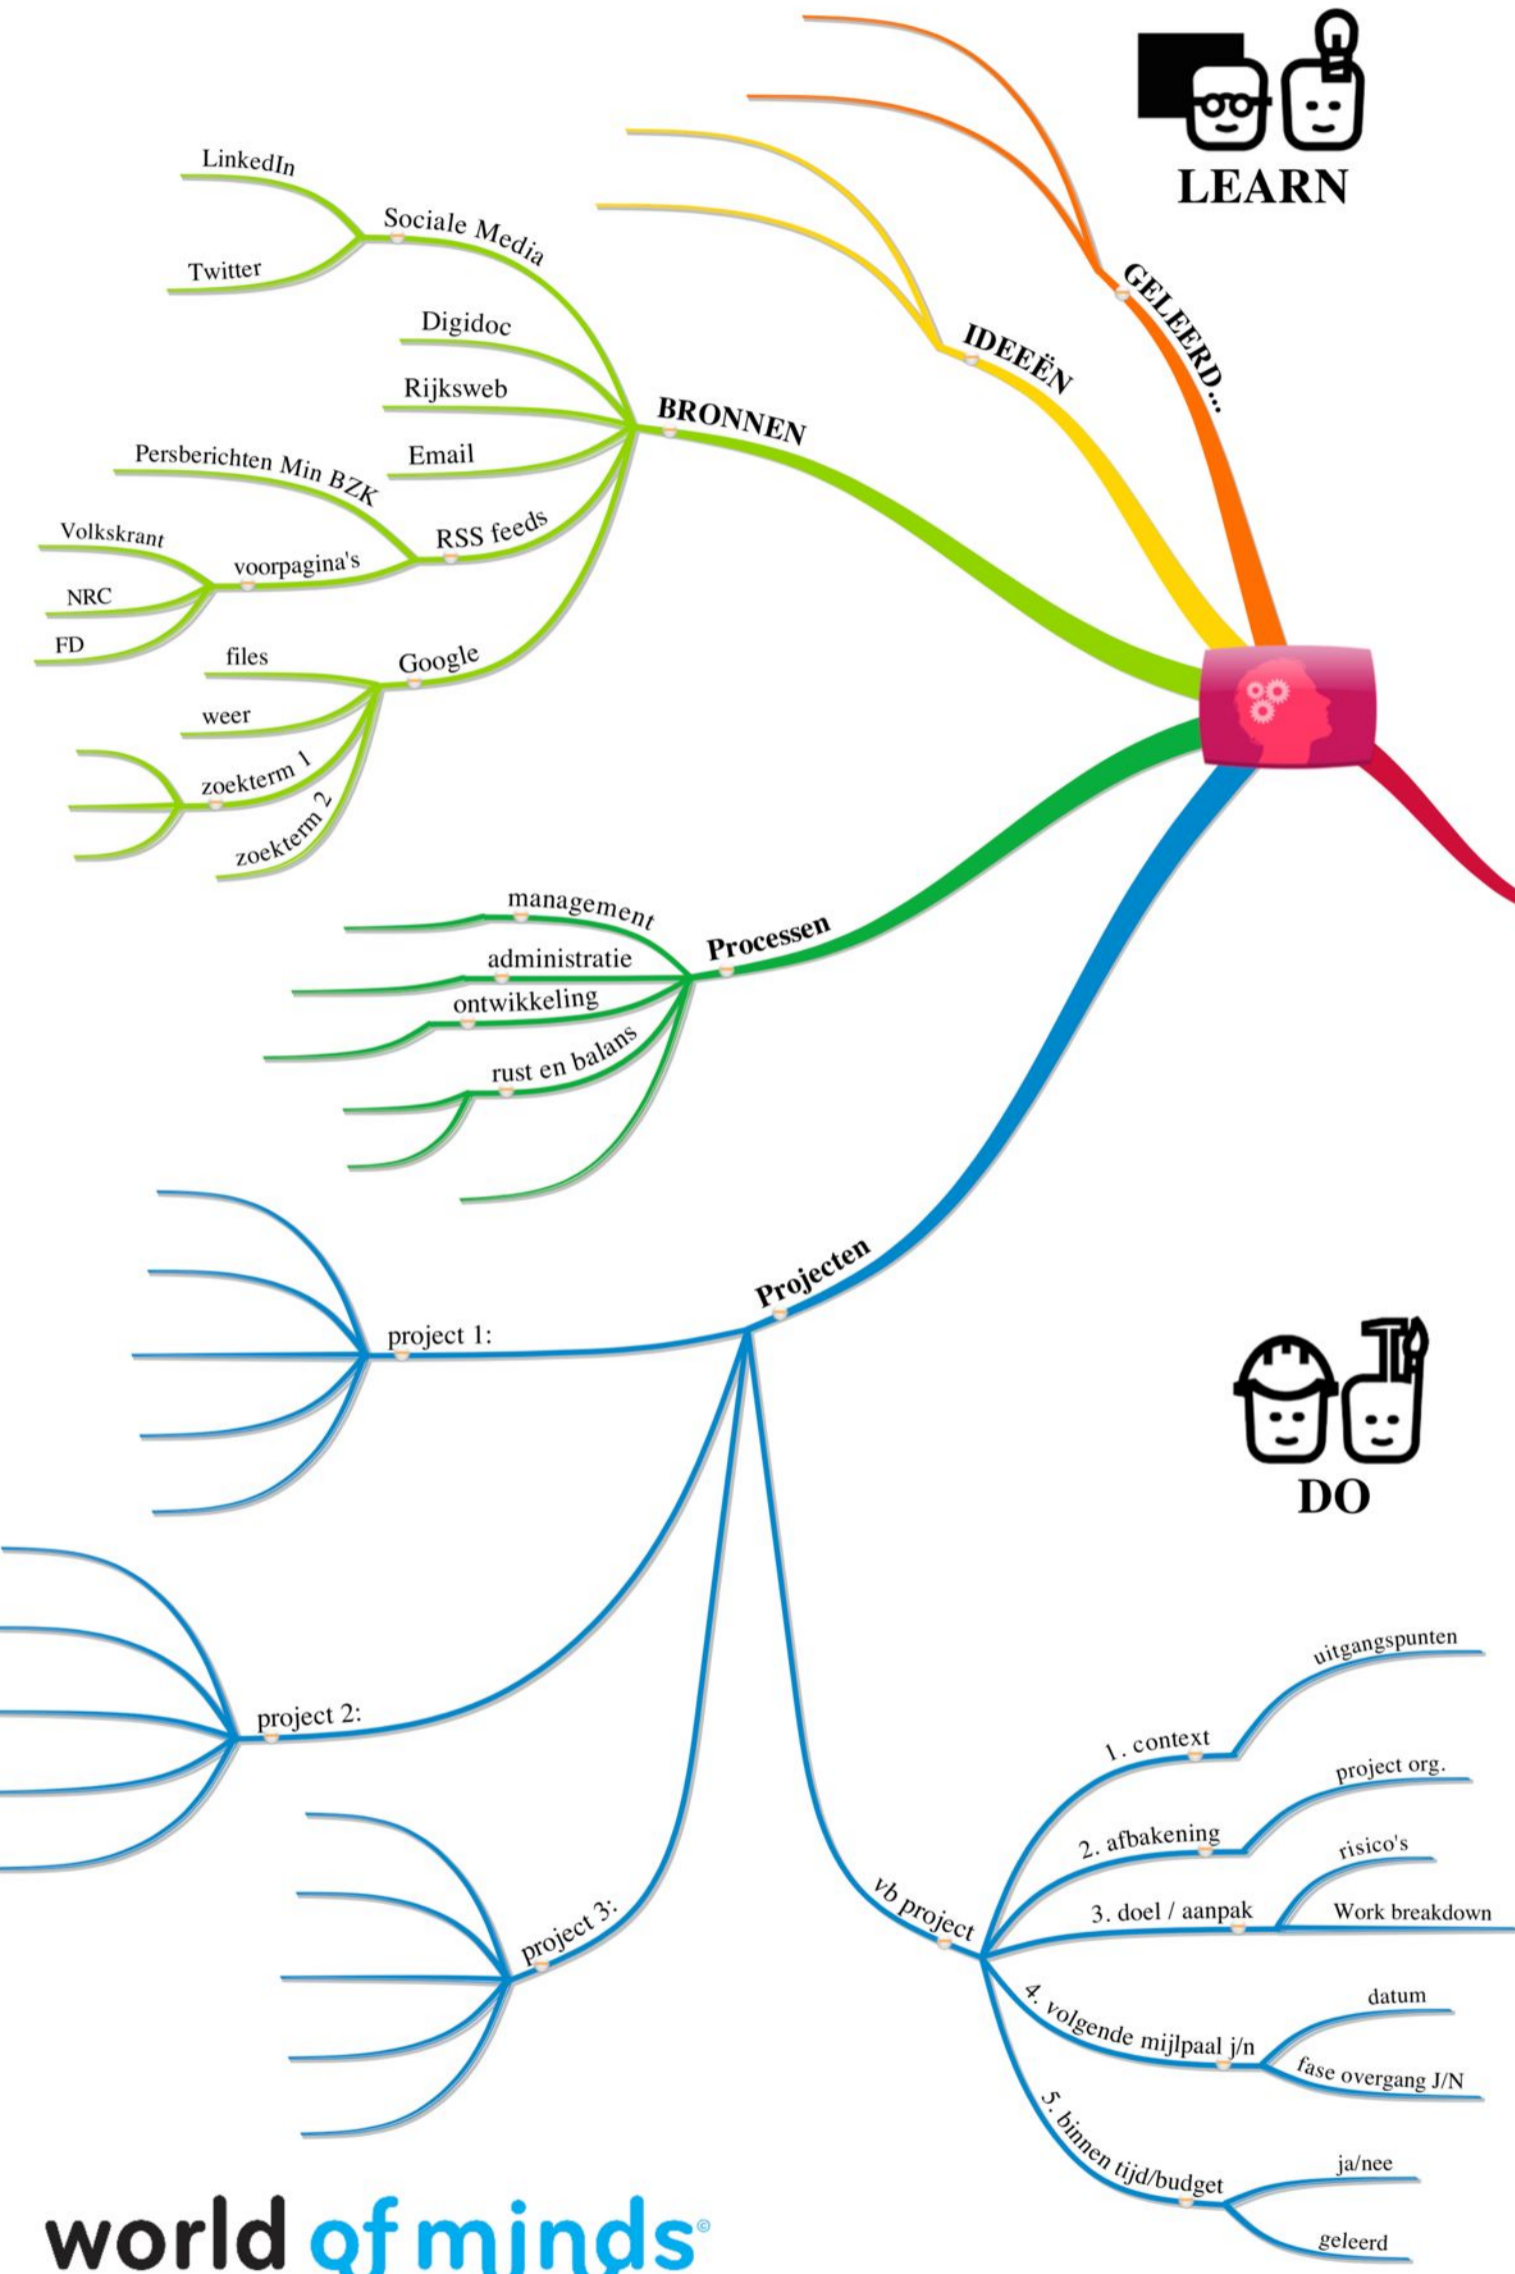 LEARN
GELEERD...
IDEEËN
BRONNEN
Sociale Media
LinkedIn
Twitter
Digidoc
Rijksweb
Email
RSS feeds
Persberichten Min BZK
voorpagina's
Volkskrant
NRC
FD
Google
files
weer
zoekterm 1
zoekterm 2
Processen
management
administratie
ontwikkeling
rust en balans
Projecten
project 1:
project 2:
project 3:
vb project
1. context
uitgangspunten
2. afbakening
project org.
3. doel / aanpak
risico's
Work breakdown
4. volgende mijlpaal j/n
datum
fase overgang J/N
5. binnen tijd/budget
ja/nee
geleerd
DO
world of minds©